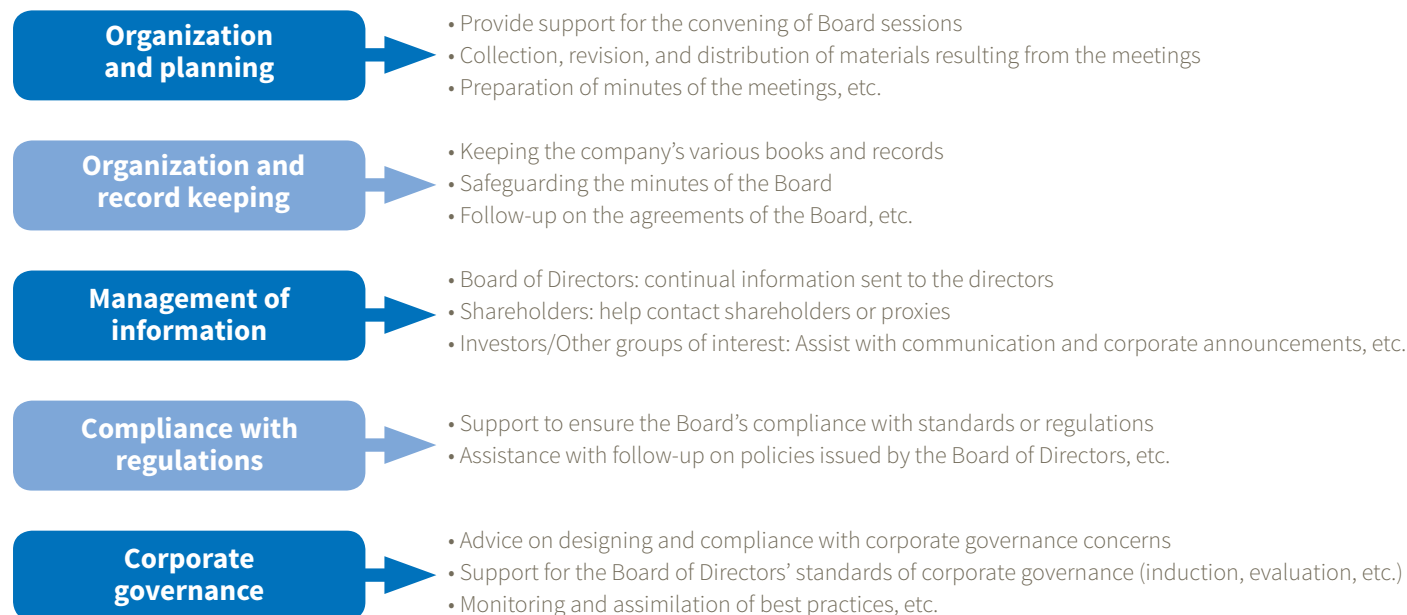 Organization
and planning
• Provide support for the convening of Board sessions
• Collection, revision, and distribution of materials resulting from the meetings
• Preparation of minutes of the meetings, etc.
Organization and
record keeping
• Keeping the company’s various books and records
• Safeguarding the minutes of the Board
• Follow-up on the agreements of the Board, etc.
Management of
information
• Board of Directors: continual information sent to the directors
• Shareholders: help contact shareholders or proxies
• Investors/Other groups of interest: Assist with communication and corporate announcements, etc.
Compliance with
regulations
• Support to ensure the Board’s compliance with standards or regulations
• Assistance with follow-up on policies issued by the Board of Directors, etc.
Corporate
governance
• Advice on designing and compliance with corporate governance concerns
• Support for the Board of Directors’ standards of corporate governance (induction, evaluation, etc.)
• Monitoring and assimilation of best practices, etc.